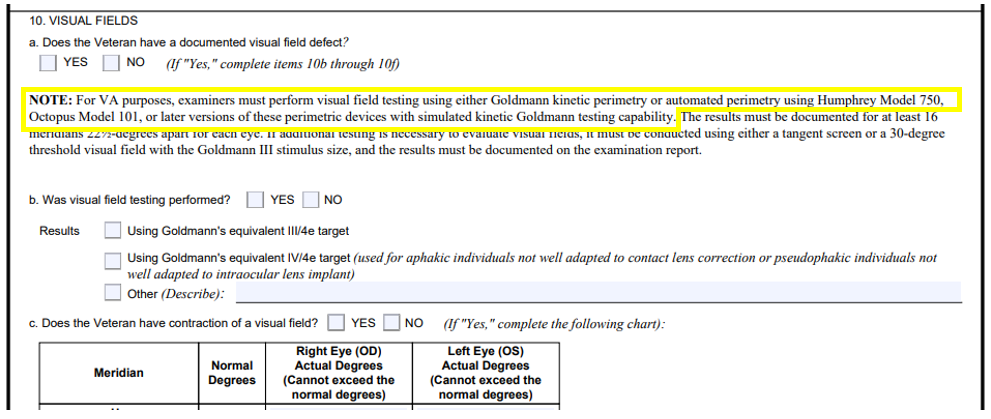 10. VISUAL FIELDS
a. Does the Veteran have a documented visual field defect?
YES NO (If "Yes," complete items 10b through 10f)
NOTE: For VA purposes, examiners must perform visual field testing using either Goldmann kinetic perimetry or automated perimetry using Humphrey Model 750,
Octopus Model 101, or later versions of these perimetric devices with simulated kinetic Goldmann testing capability. The results must be documented for at least 16
meridians 22½-degrees apart for each eye. If additional testing is necessary to evaluate visual fields, it must be conducted using either a tangent screen or a 30-degree
threshold visual field with the Goldmann III stimulus size, and the results must be documented on the examination report.
b. Was visual field testing performed? YES NO
Results Using Goldmann's equivalent III/4e target
Using Goldmann's equivalent IV/4e target (used for aphakic individuals not well adapted to contact lens correction or pseudophakic individuals not
well adapted to intraocular lens implant)
Other (Describe):
c. Does the Veteran have contraction of a visual field? YES NO (If "Yes," complete the following chart):
Meridian
Normal
Degrees
Right Eye (OD)
Actual Degrees
(Cannot exceed the
normal degrees)
Left Eye (OS)
Actual Degrees
(Cannot exceed the
normal degrees)